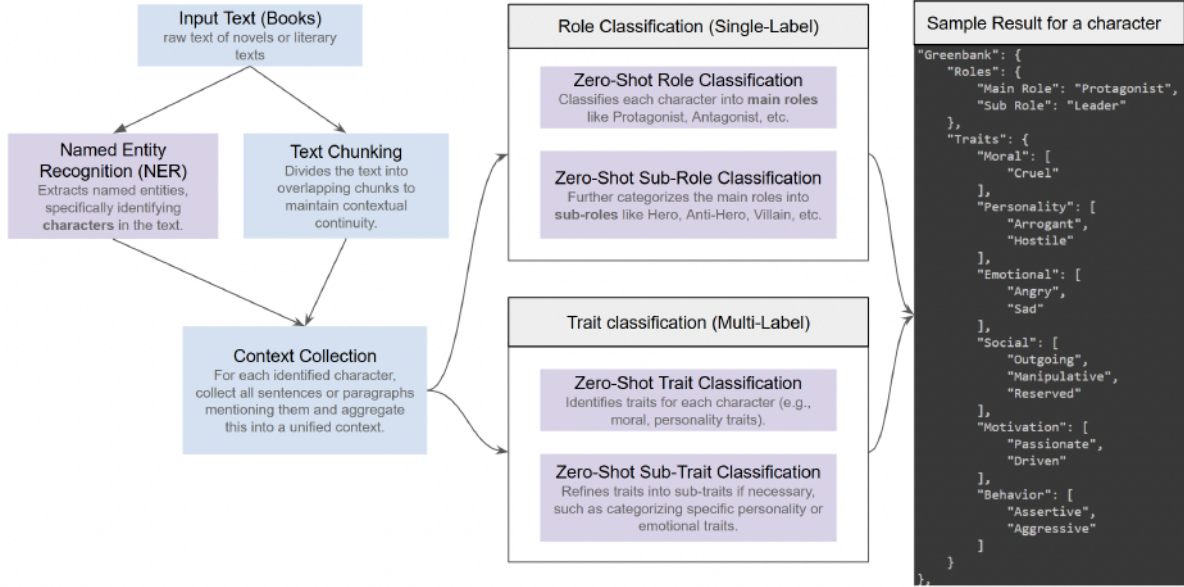 Input Text (Books)
raw text of novels or literary
texts
Named Entity
Recognition (NER)
Extracts named entities,
specifically identifying
characters in the text.
Text Chunking
Divides the text into
overlapping chunks to
maintain contextual
continuity.
Context Collection
For each identified character,
collect all sentences or paragraphs
mentioning them and aggregate
this into a unified context.
Role Classification (Single-Label)
Zero-Shot Role Classification
Classifies each character into main roles
like Protagonist, Antagonist, etc.
Zero-Shot Sub-Role Classification
Further categorizes the main roles into
sub-roles like Hero, Anti-Hero, Villain, etc.
Trait classification (Multi-Label)
Zero-Shot Trait Classification
Identifies traits for each character (e.g.,
moral, personality traits).
Zero-Shot Sub-Trait Classification
Refines traits into sub-traits if necessary,
such as categorizing specific personality or
emotional traits.
Sample Result for a character
"Greenbank": {
"Roles": {
"Main Role": "Protagonist",
"Sub Role": "Leader"
},
"Traits": {
"Moral": [
"Cruel"
],
"Personality": [
"Arrogant",
"Hostile"
],
"Emotional": [
"Angry",
"Sad"
],
"Social": [
"Outgoing",
"Manipulative",
"Reserved"
],
"Motivation": [
"Passionate",
"Driven"
],
"Behavior": [
"Assertive",
"Aggressive"
]
}
},